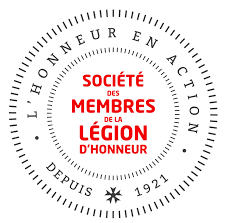 · L'HONNEUR EN ACTION ·
SOCIÉTÉ
DES
MEMBRES
DE LA
LÉGION
D'HONNEUR
DEPUIS 1921